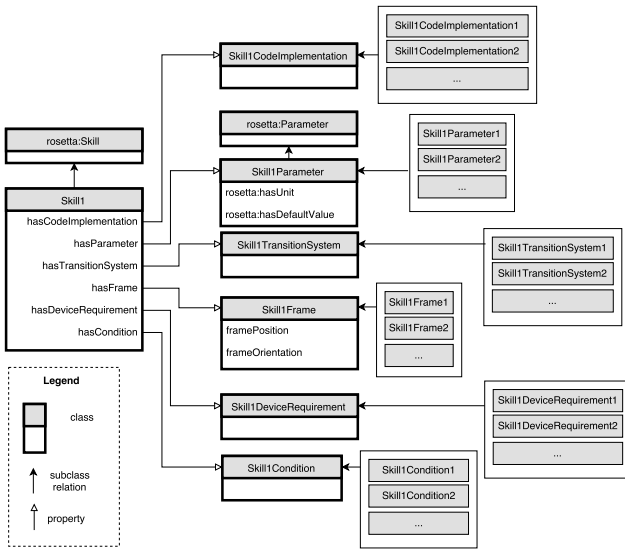 Skill1CodeImplementation
Skill1CodeImplementation1
Skill1CodeImplementation2
...
rosetta:Skill
rosetta:Parameter
Skill1Parameter
rosetta:hasUnit
rosetta:hasDefaultValue
Skill1Parameter1
Skill1Parameter2
...
Skill1
hasCodeImplementation
hasParameter
hasTransitionSystem
hasFrame
hasDeviceRequirement
hasCondition
Skill1TransitionSystem
Skill1TransitionSystem1
Skill1TransitionSystem2
...
Skill1Frame
framePosition
frameOrientation
Skill1Frame1
Skill1Frame2
...
Skill1DeviceRequirement
Skill1DeviceRequirement1
Skill1DeviceRequirement2
...
Skill1Condition
Skill1Condition1
Skill1Condition2
...
Legend
class
subclass
relation
property